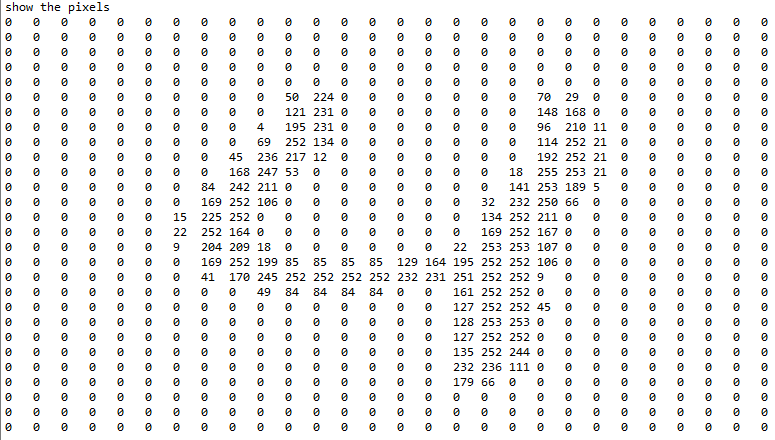 show the pixels
0 0 0 0 0 0 0 0 0 0 0 0 0 0 0 0 0 0 0 0 0 0 0 0 0 0 0 0
0 0 0 0 0 0 0 0 0 0 0 0 0 0 0 0 0 0 0 0 0 0 0 0 0 0 0 0
0 0 0 0 0 0 0 0 0 0 0 0 0 0 0 0 0 0 0 0 0 0 0 0 0 0 0 0
0 0 0 0 0 0 0 0 0 0 0 0 0 0 0 0 0 0 0 0 0 0 0 0 0 0 0 0
0 0 0 0 0 0 0 0 0 0 0 0 0 0 0 0 0 0 0 0 0 0 0 0 0 0 0 0
0 0 0 0 0 0 0 0 0 0 50 224 0 0 0 0 0 0 0 70 29 0 0 0 0 0 0 0
0 0 0 0 0 0 0 0 0 0 121 231 0 0 0 0 0 0 0 148 168 0 0 0 0 0 0 0
0 0 0 0 0 0 0 0 0 4 195 231 0 0 0 0 0 0 0 96 210 11 0 0 0 0 0 0
0 0 0 0 0 0 0 0 0 69 252 134 0 0 0 0 0 0 0 114 252 21 0 0 0 0 0 0
0 0 0 0 0 0 0 0 45 236 217 12 0 0 0 0 0 0 0 192 252 21 0 0 0 0 0 0
0 0 0 0 0 0 0 0 168 247 53 0 0 0 0 0 0 0 18 255 253 21 0 0 0 0 0 0
0 0 0 0 0 0 0 84 242 211 0 0 0 0 0 0 0 0 141 253 189 5 0 0 0 0 0 0
0 0 0 0 0 0 0 169 252 106 0 0 0 0 0 0 0 32 232 250 66 0 0 0 0 0 0 0
0 0 0 0 0 0 15 225 252 0 0 0 0 0 0 0 0 134 252 211 0 0 0 0 0 0 0 0
0 0 0 0 0 0 22 252 164 0 0 0 0 0 0 0 0 169 252 167 0 0 0 0 0 0 0 0
0 0 0 0 0 0 9 204 209 18 0 0 0 0 0 0 22 253 253 107 0 0 0 0 0 0 0 0
0 0 0 0 0 0 0 169 252 199 85 85 85 85 129 164 195 252 252 106 0 0 0 0 0 0 0 0
0 0 0 0 0 0 0 41 170 245 252 252 252 252 232 231 251 252 252 9 0 0 0 0 0 0 0 0
0 0 0 0 0 0 0 0 0 49 84 84 84 84 0 0 161 252 252 0 0 0 0 0 0 0 0 0
0 0 0 0 0 0 0 0 0 0 0 0 0 0 0 0 127 252 252 45 0 0 0 0 0 0 0 0
0 0 0 0 0 0 0 0 0 0 0 0 0 0 0 0 128 253 253 0 0 0 0 0 0 0 0 0
0 0 0 0 0 0 0 0 0 0 0 0 0 0 0 0 127 252 252 0 0 0 0 0 0 0 0 0
0 0 0 0 0 0 0 0 0 0 0 0 0 0 0 0 135 252 244 0 0 0 0 0 0 0 0 0
0 0 0 0 0 0 0 0 0 0 0 0 0 0 0 0 232 236 111 0 0 0 0 0 0 0 0 0
0 0 0 0 0 0 0 0 0 0 0 0 0 0 0 0 179 66 0 0 0 0 0 0 0 0 0 0
0 0 0 0 0 0 0 0 0 0 0 0 0 0 0 0 0 0 0 0 0 0 0 0 0 0 0 0
0 0 0 0 0 0 0 0 0 0 0 0 0 0 0 0 0 0 0 0 0 0 0 0 0 0 0 0
0 0 0 0 0 0 0 0 0 0 0 0 0 0 0 0 0 0 0 0 0 0 0 0 0 0 0 0